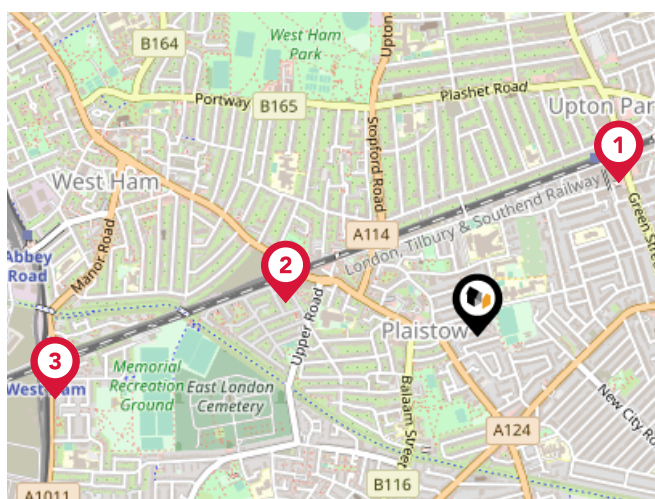 B164
West Ham
Park
Upton
Portway
B165
Plashet Road
Upton Par
1
Stopford Road
West Ham
London, Tilbury & Southend Railway
Green Stree
A114
Abbey
Road
Manor Road
2
Upper Road
Plaistow
3
West Ham
Memorial
Recreation
Ground
East London
Cemetery
Balaam Street
New City Ro
A124
B116
A1011